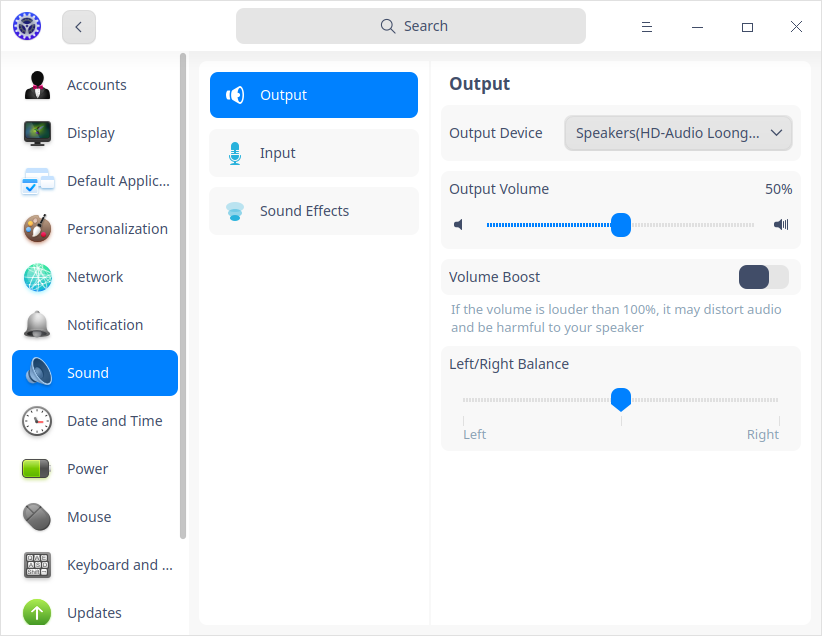 Search
Accounts
Display
Default Applic...
Personalization
Network
Notification
Sound
Date and Time
Power
Mouse
Keyboard and ...
Updates
Output
Input
Sound Effects
Output
Output Device
Speakers(HD-Audio Loong...
Output Volume
50%
Volume Boost
If the volume is louder than 100%, it may distort audio
and be harmful to your speaker
Left/Right Balance
Left
Right